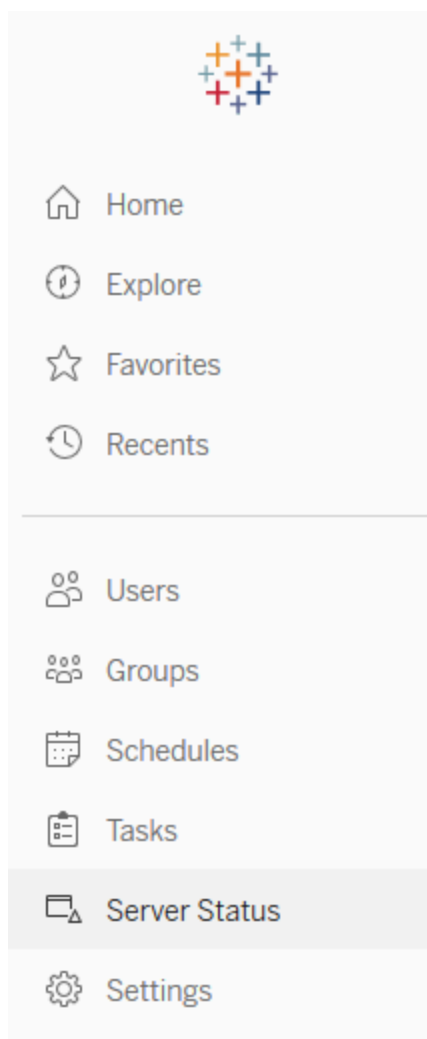 Home
Explore
Favorites
Recents
Users
Groups
Schedules
Tasks
Server Status
Settings